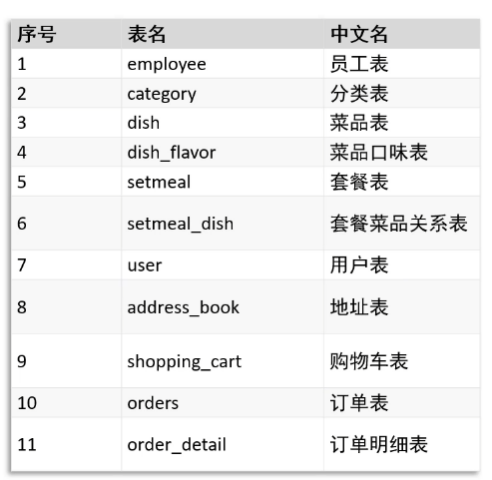 序号 表名 中文名
1 employee 员工表
2 category 分类表
3 dish 菜品表
4 dish_flavor 菜品口味表
5 setmeal 套餐表
6 setmeal_dish 套餐菜品关系表
7 user 用户表
8 address_book 地址表
9 shopping_cart 购物车表
10 orders 订单表
11 order_detail 订单明细表